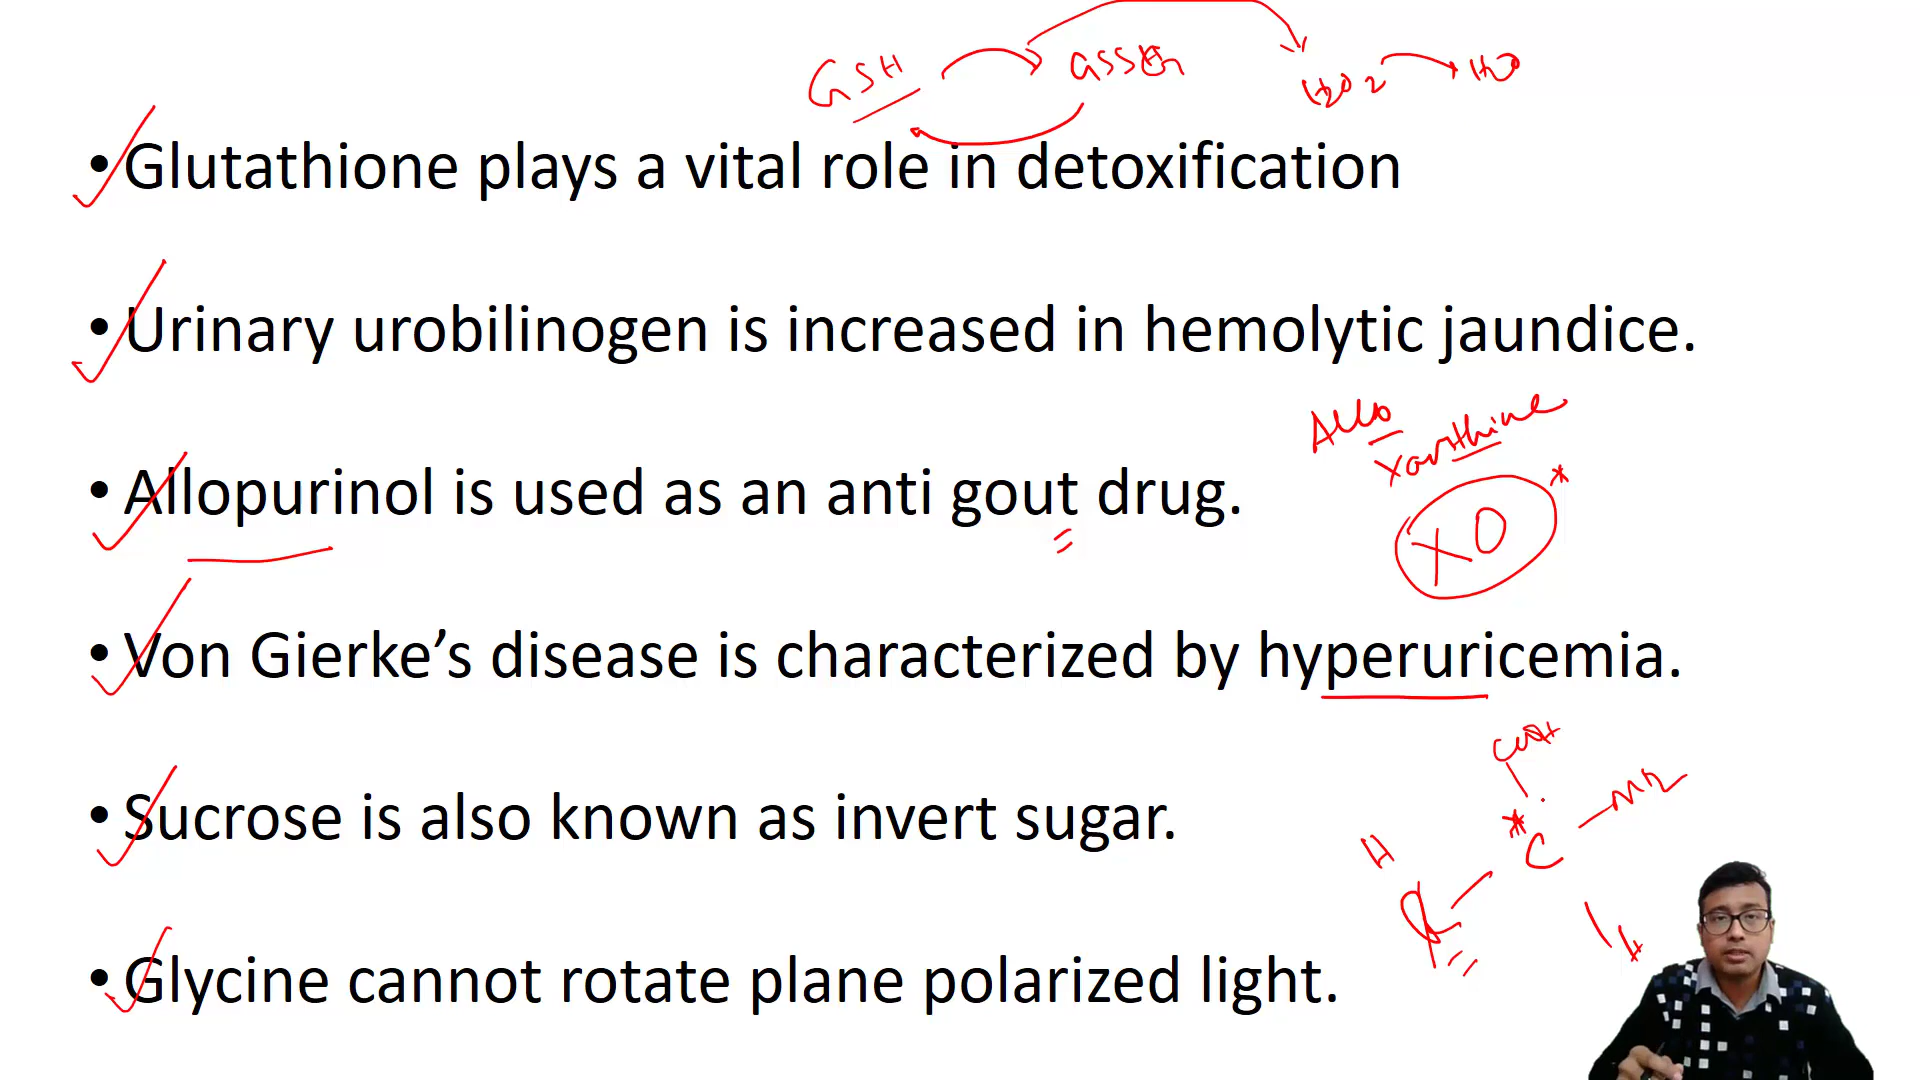 GSH GSSG H2O2 H2O
• Glutathione plays a vital role in detoxification
• Urinary urobilinogen is increased in hemolytic jaundice.
Allo
xanthine
• Allopurinol is used as an anti gout drug.
XO
• Von Gierke’s disease is characterized by hyperuricemia.
NH2
• Sucrose is also known as invert sugar.
H C
H
• Glycine cannot rotate plane polarized light.